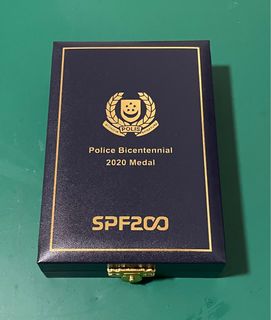 POLIS
Police Bicentennial
2020 Medal
SPF200